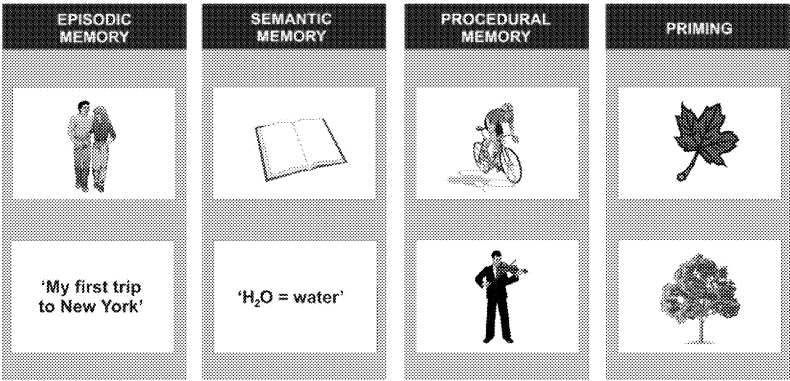 EPISODIC
MEMORY
SEMANTIC
MEMORY
PROCEDURAL
MEMORY
PRIMING
‘My first trip
to New York’
‘H₂O = water’